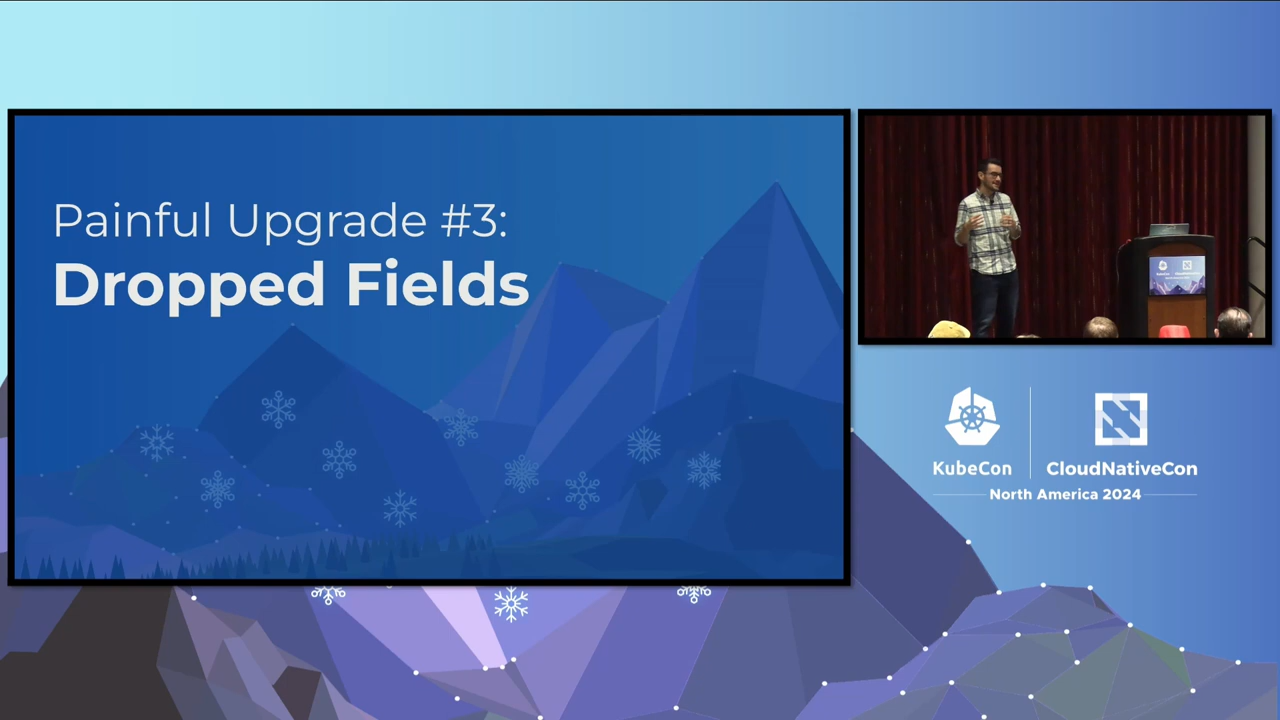 Painful Upgrade #3:
Dropped Fields
KubeCon
CloudNativeCon
North America 2024